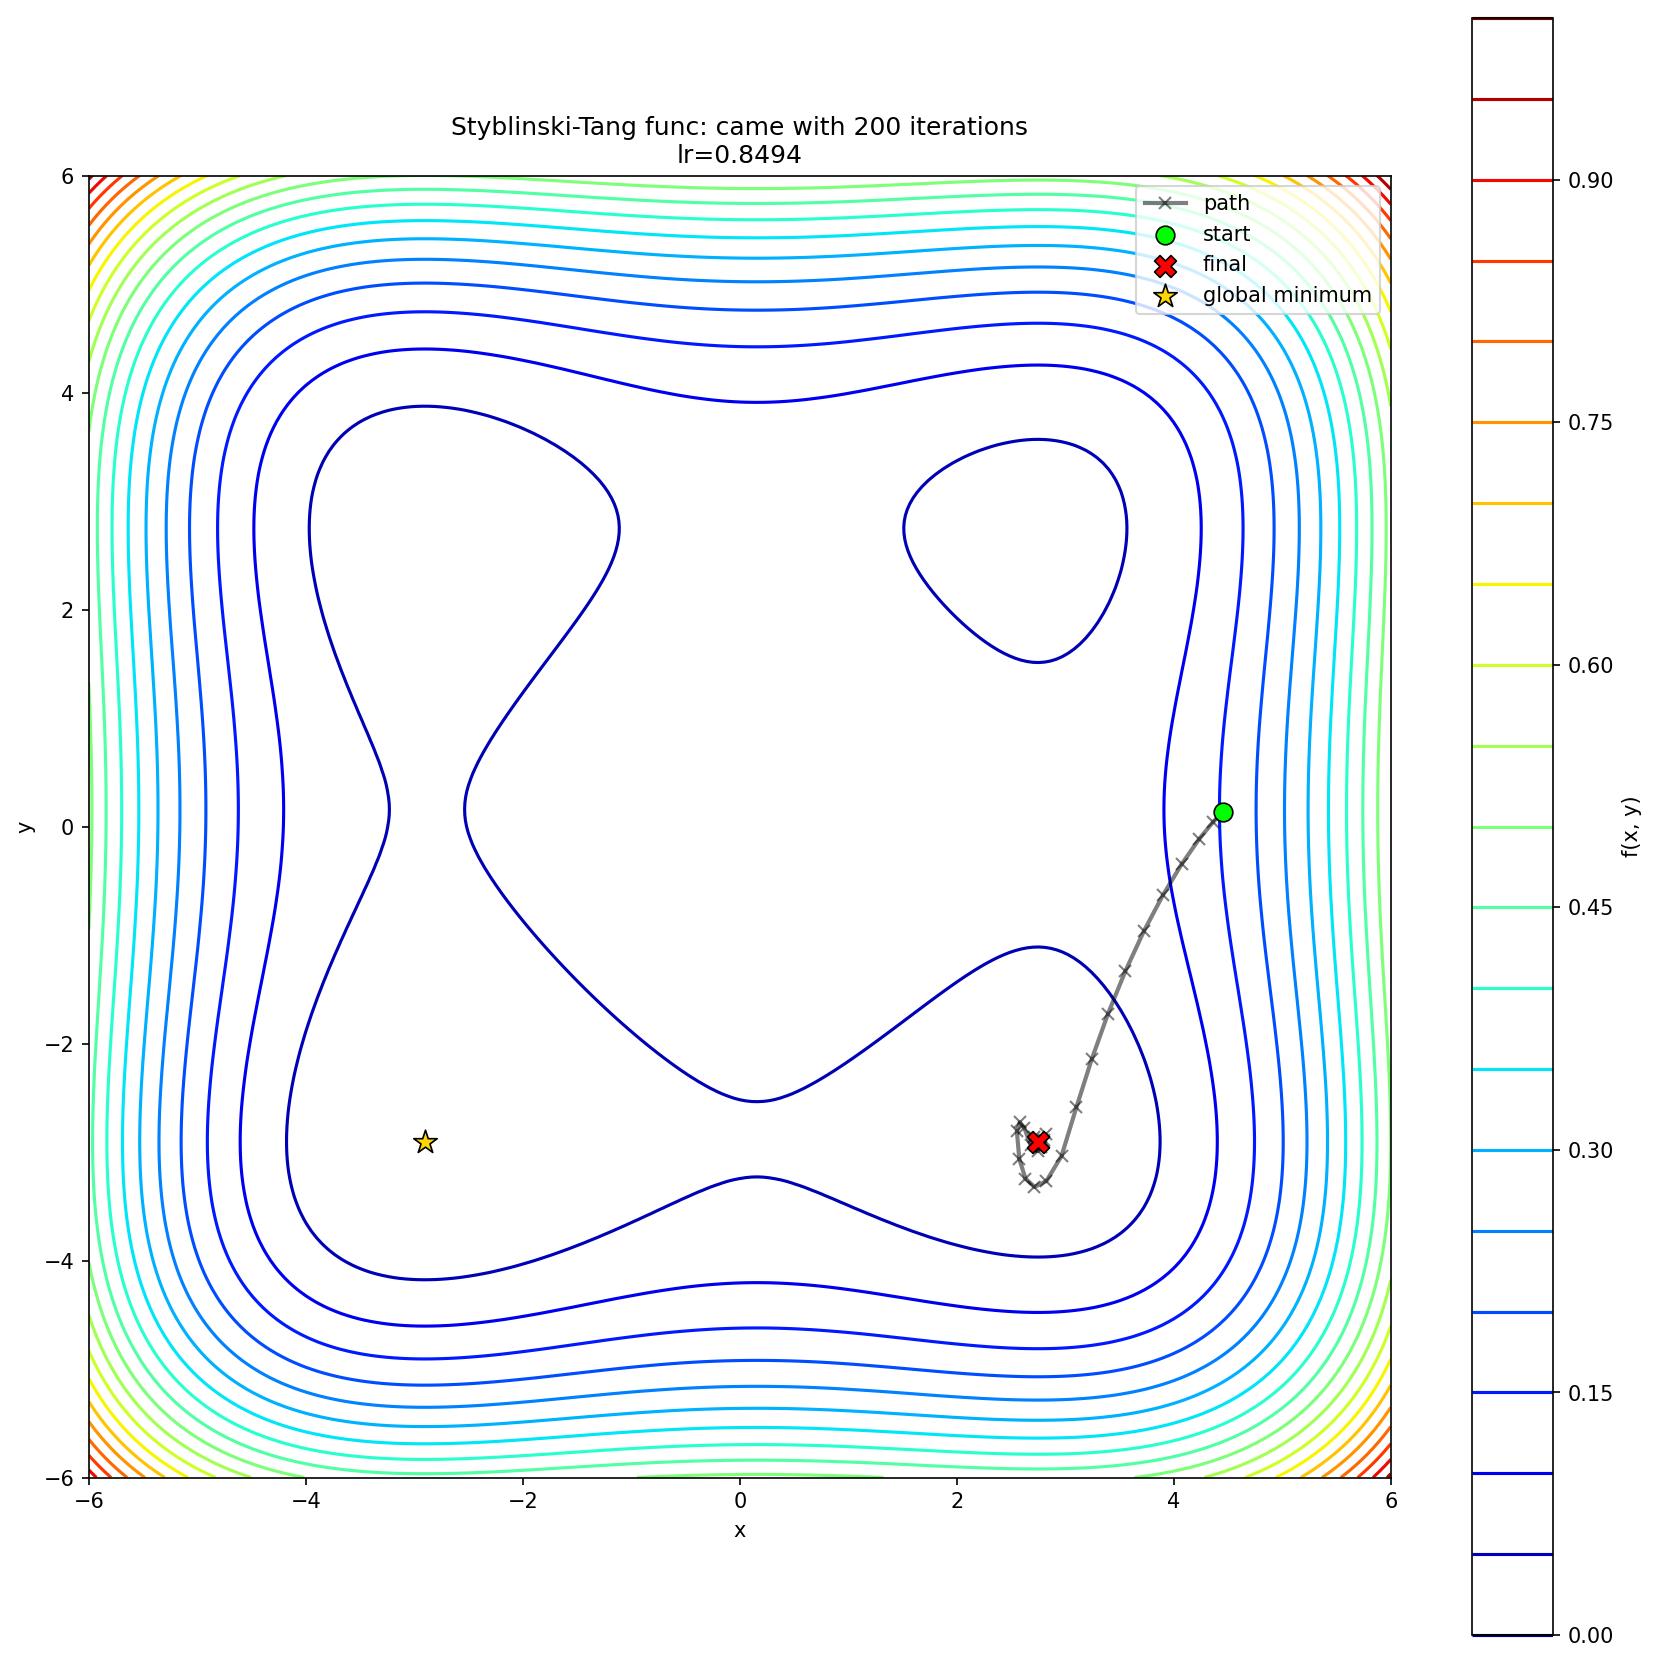 Styblinski-Tang func: came with 200 iterations
lr=0.8494
path
start
final
global minimum
6
4
2
0
−2
−4
−6
y
−6
−4
−2
0
2
4
6
x
0.90
0.75
0.60
0.45
0.30
0.15
0.00
f(x, y)